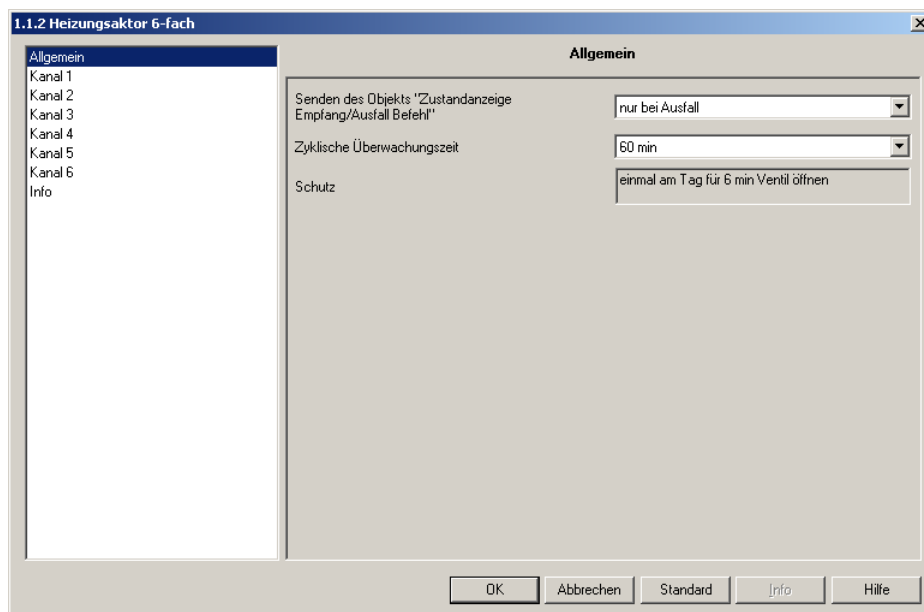 1.1.2 Heizungsaktor 6-fach
Allgemein
Kanal 1
Kanal 2
Kanal 3
Kanal 4
Kanal 5
Kanal 6
Info
Allgemein
Senden des Objekts "Zustandanzeige
Empfang/Ausfall Befehl"
nur bei Ausfall
Zyklische Überwachungszeit
60 min
Schutz
einmal am Tag für 6 min Ventil öffnen
OK
Abbrechen
Standard
Info
Hilfe